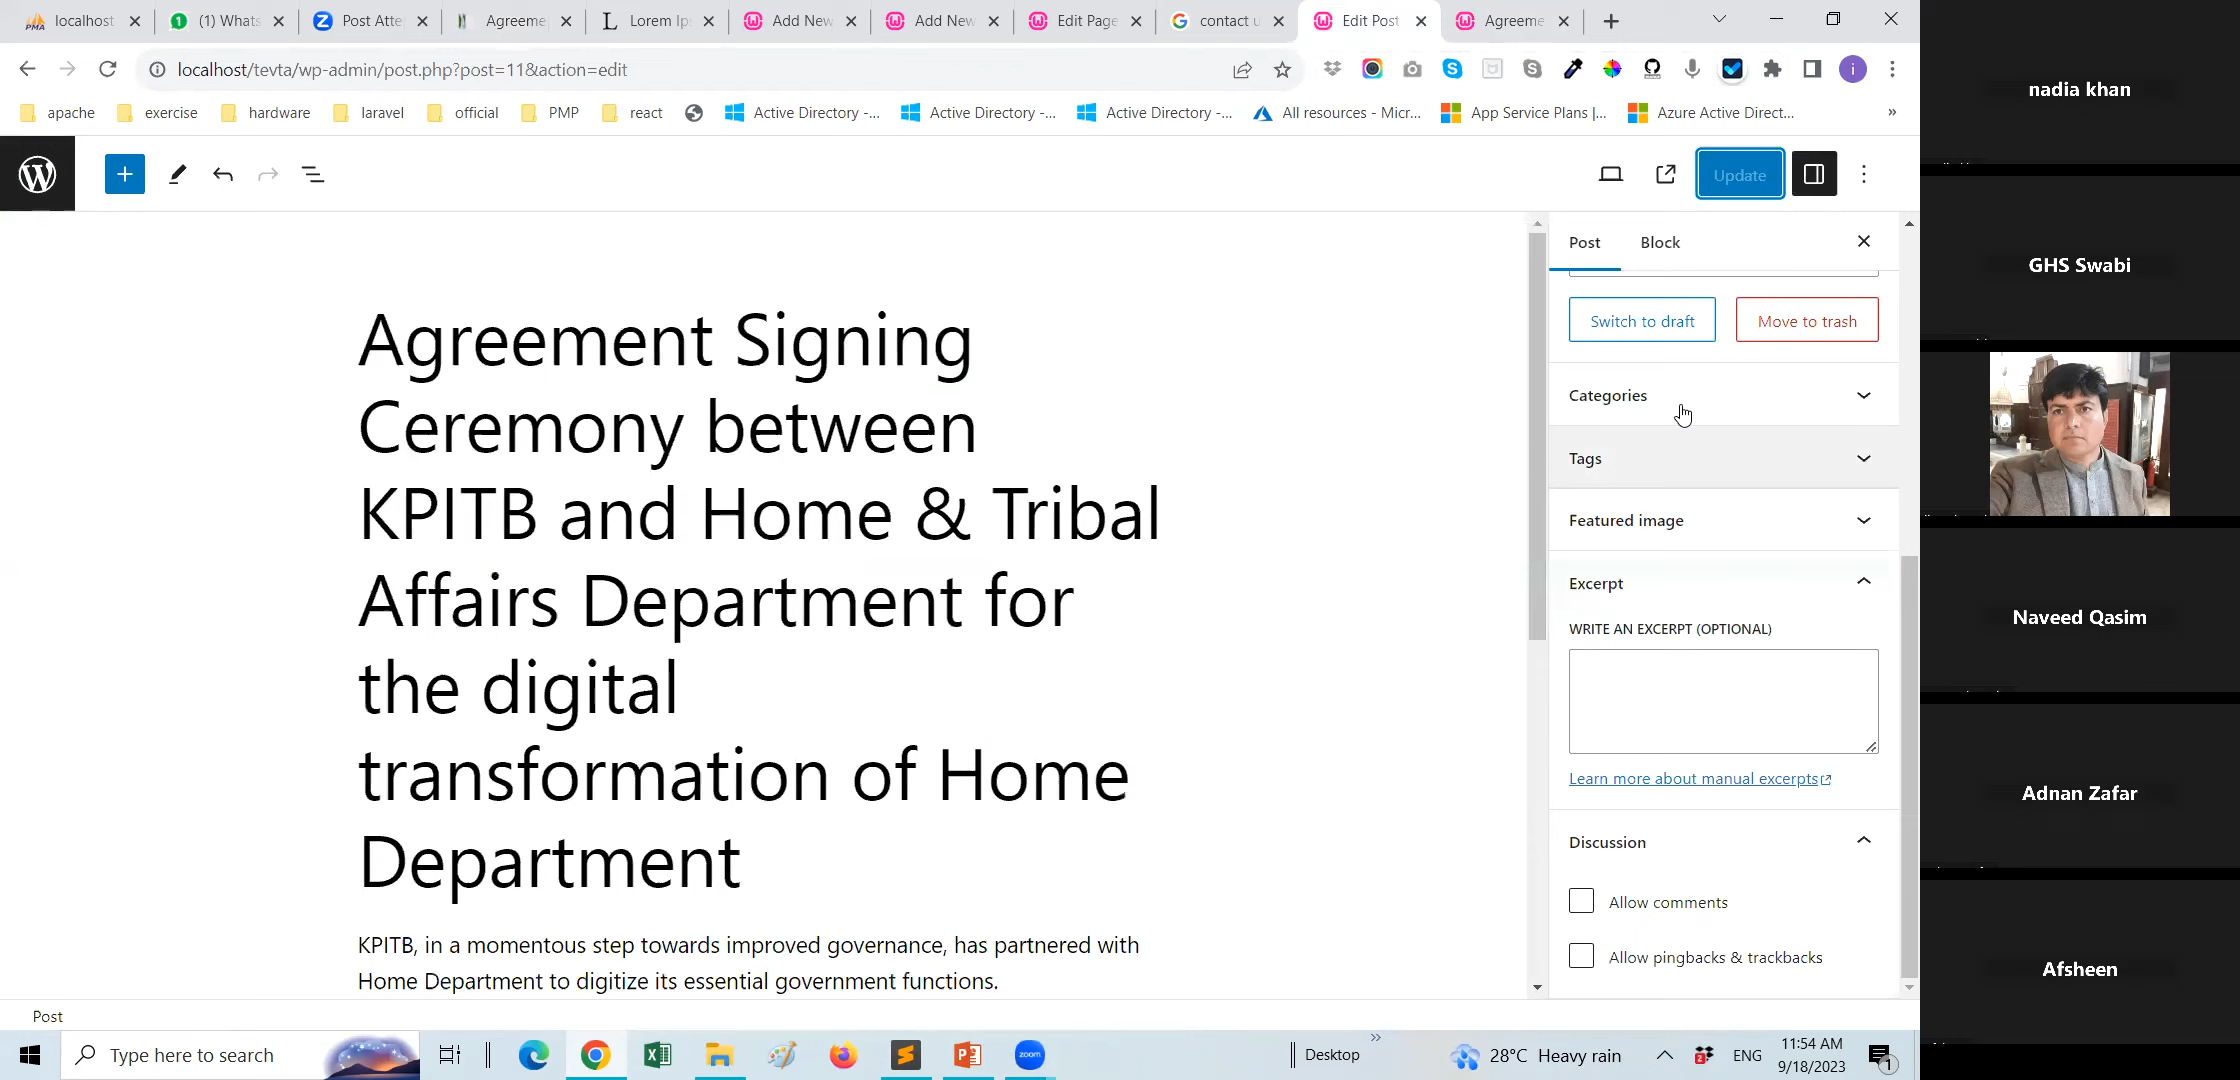 localhost
(1) Whats
Post Atte
Agreeme
Lorem Ip
Add New
Add New
Edit Page
contact u
Edit Post
Agreeme
localhost/tevta/wp-admin/post.php?post=11&action=edit
apache
exercise
hardware
laravel
official
PMP
react
Active Directory -...
Active Directory -...
Active Directory -...
All resources - Micr...
App Service Plans |...
Azure Active Direct...
»
Update
Post
Block
Switch to draft
Move to trash
Categories
Tags
Featured image
Excerpt
WRITE AN EXCERPT (OPTIONAL)
Learn more about manual excerpts
Discussion
Allow comments
Allow pingbacks & trackbacks
Agreement Signing
Ceremony between
KPITB and Home & Tribal
Affairs Department for
the digital
transformation of Home
Department
KPITB, in a momentous step towards improved governance, has partnered with
Home Department to digitize its essential government functions.
Post
Type here to search
zoom
Desktop
»
28°C Heavy rain
2
ENG
11:54 AM
9/18/2023
1
nadia khan
GHS Swabi
Naveed Qasim
Adnan Zafar
Afsheen